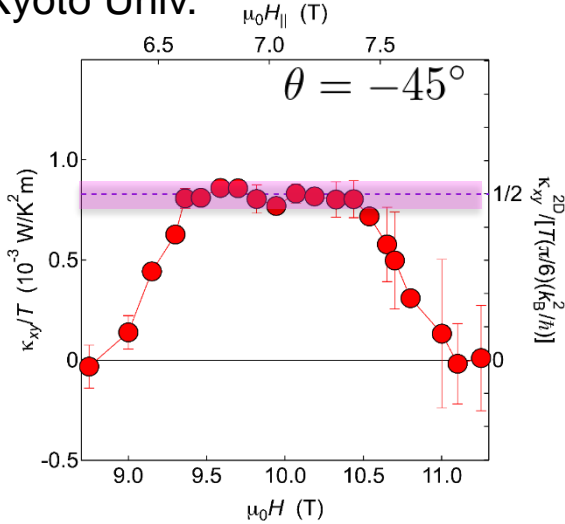 Kyoto Univ.
μ₀H∥ (T)
6.5 7.0 7.5
θ = −45°
1.0
0.5
0
-0.5
κxy/T (10⁻³ W/K²m)
1/2
0
κxy²ᴰ/[T(π/6)(kB²/ħ)]
9.0 9.5 10.0 10.5 11.0
μ₀H (T)